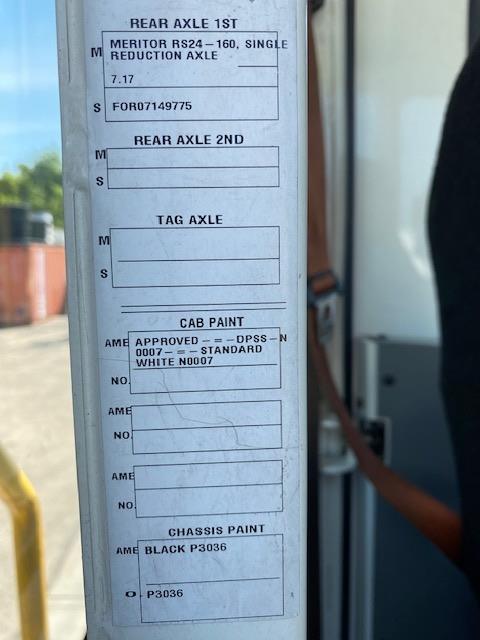 REAR AXLE 1ST
M MERITOR RS24-160, SINGLE
REDUCTION AXLE
7.17
S FOR07149775
REAR AXLE 2ND
M
S
TAG AXLE
M
S
CAB PAINT
AME APPROVED -=-DPSS-N
0007-=-STANDARD
WHITE N0007
NO.
AME
NO.
AME
NO.
CHASSIS PAINT
AME BLACK P3036
O. P3036